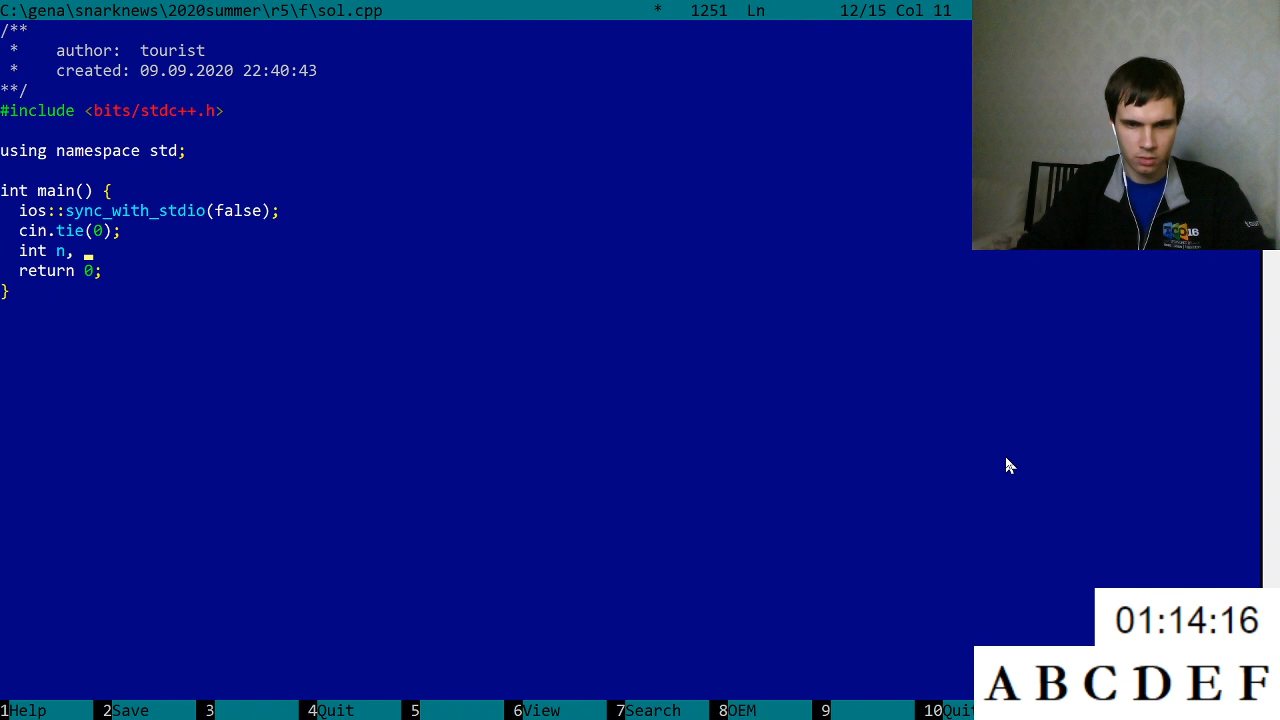 C:\gena\snarknews\2020summer\r5\f\sol.cpp * 1251 Ln 12/15 Col 11
/**
 *    author:  tourist
 *    created: 09.09.2020 22:40:43
**/
#include <bits/stdc++.h>
using namespace std;
int main() {
  ios::sync_with_stdio(false);
  cin.tie(0);
  int n, 
  return 0;
}
01:14:16
A B C D E F
1Help 2Save 3 4Quit 5 6View 7Search 8OEM 9 10Quit